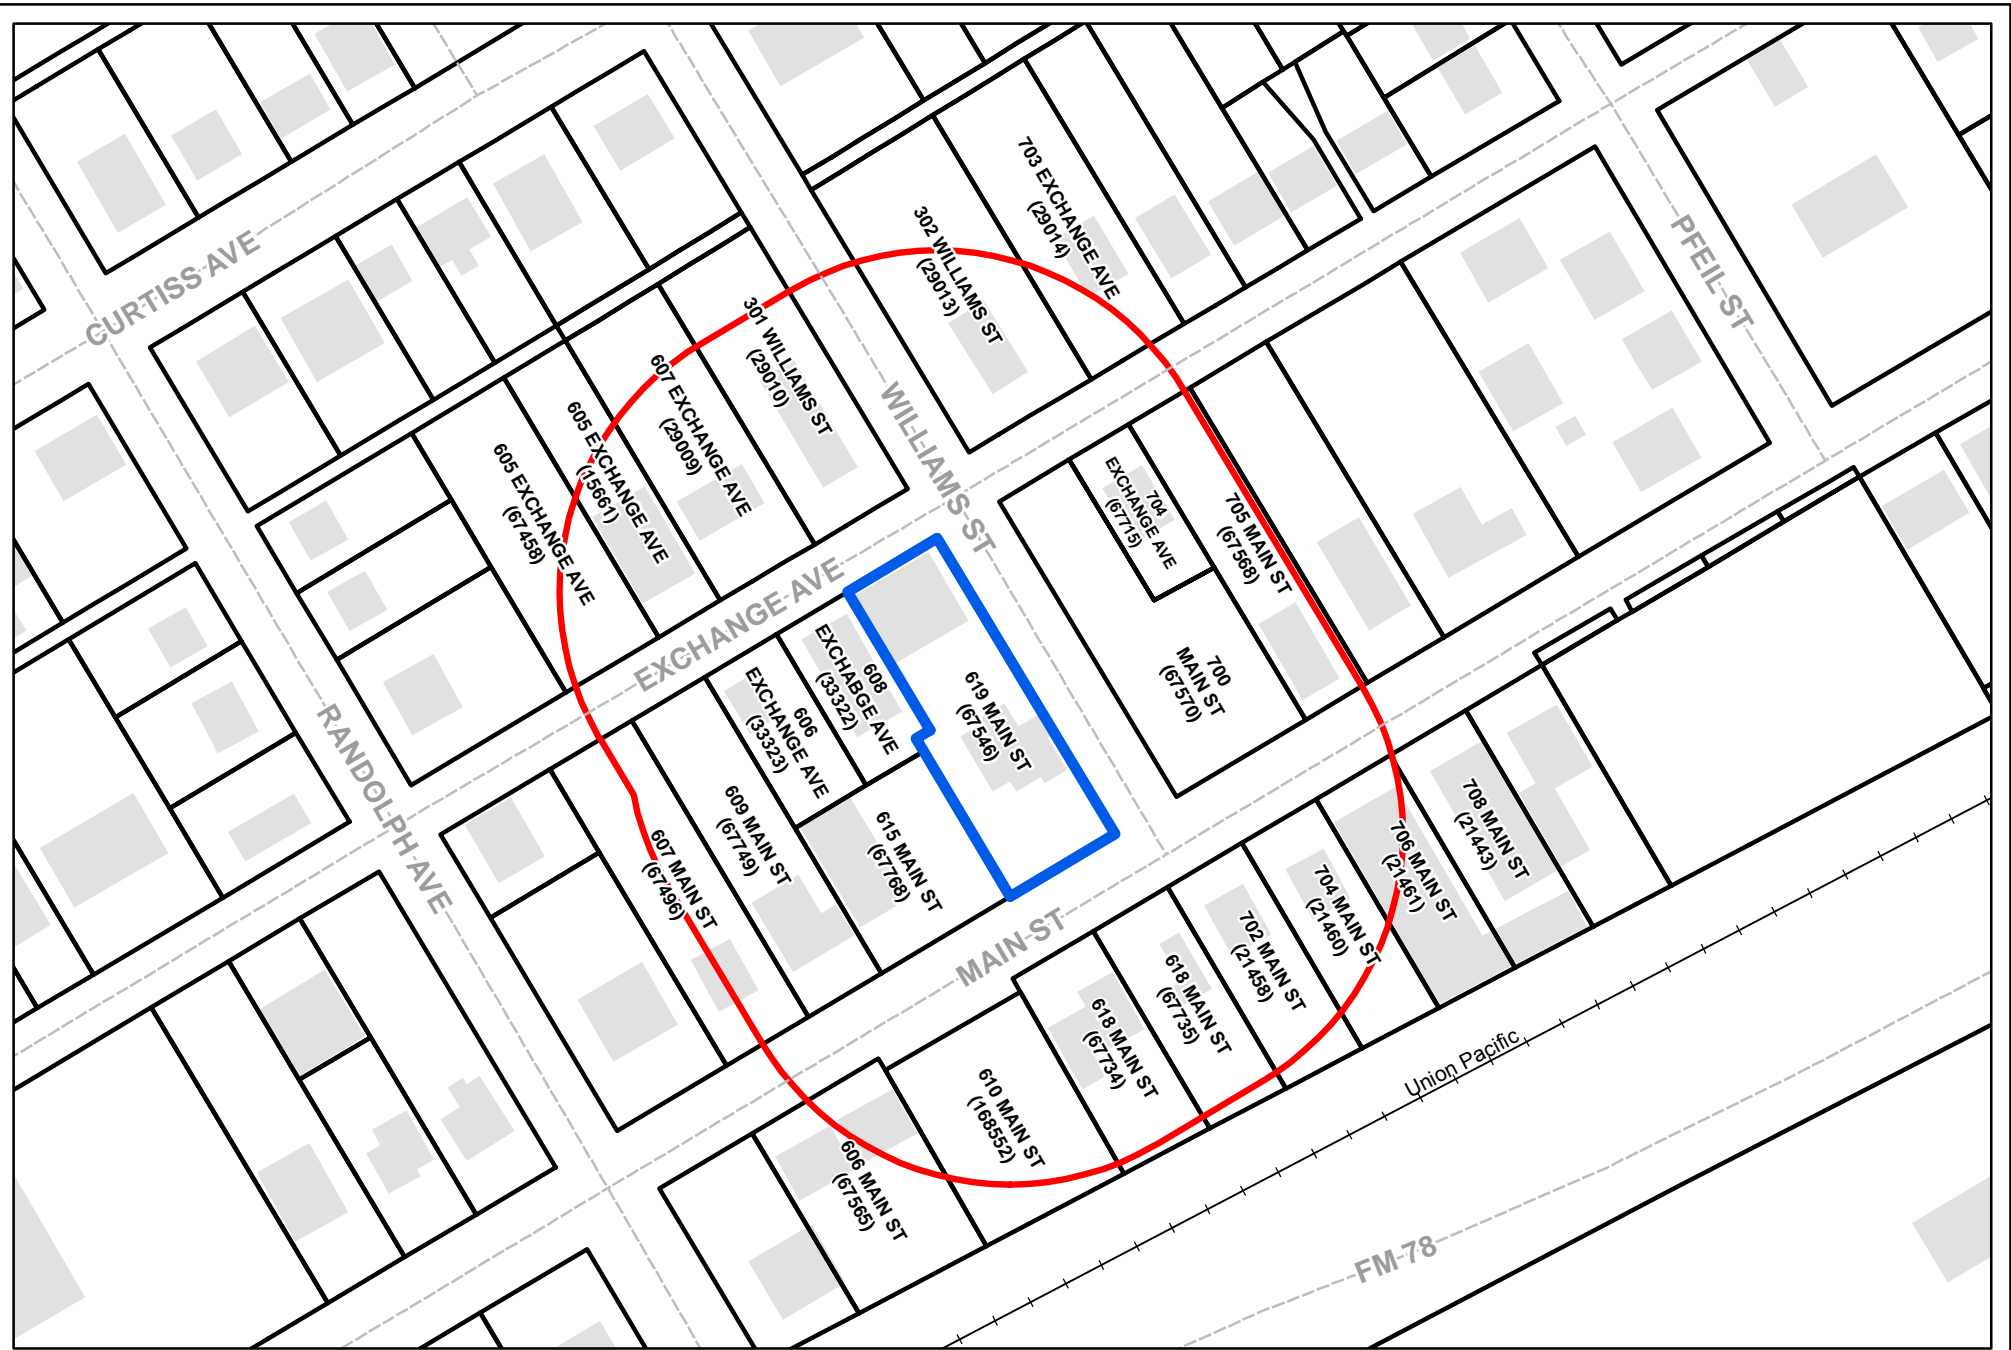 703 EXCHANGE AVE
(29014)
302 WILLIAMS ST
(29013)
PFEIL ST
CURTISS AVE
301 WILLIAMS ST
(29010)
607 EXCHANGE AVE
(29009)
605 EXCHANGE AVE
(15661)
605 EXCHANGE AVE
(67458)
WILLIAMS ST
704
EXCHANGE AVE
(67715)
705 MAIN ST
(67568)
EXCHANGE AVE
700
MAIN ST
(67570)
608
EXCHABGE AVE
(33322)
606
EXCHANGE AVE
(33323)
619 MAIN ST
(67546)
RANDOLPH AVE
609 MAIN ST
(67749)
615 MAIN ST
(67768)
607 MAIN ST
(67496)
708 MAIN ST
(21443)
706 MAIN ST
(21461)
704 MAIN ST
(21460)
702 MAIN ST
(21458)
MAIN ST
618 MAIN ST
(67735)
618 MAIN ST
(67734)
610 MAIN ST
(168552)
606 MAIN ST
(67565)
Union Pacific
FM 78